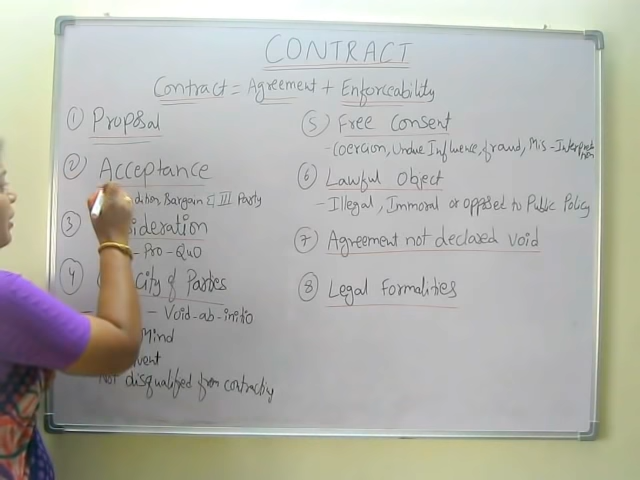 CONTRACT
Contract = Agreement + Enforceability
① Proposal
② Acceptance
Bargain III Party
③ sideration
- Pro - Quo
④ city of Parties
- Void-ab-initio
Mind
vent
Not disqualified from contracting
⑤ Free Consent
- Coercion, Undue Influence, fraud, Mis-Interpretation
⑥ Lawful Object
- Illegal, Immoral or opposed to Public Policy
⑦ Agreement not declared void
⑧ Legal Formalities